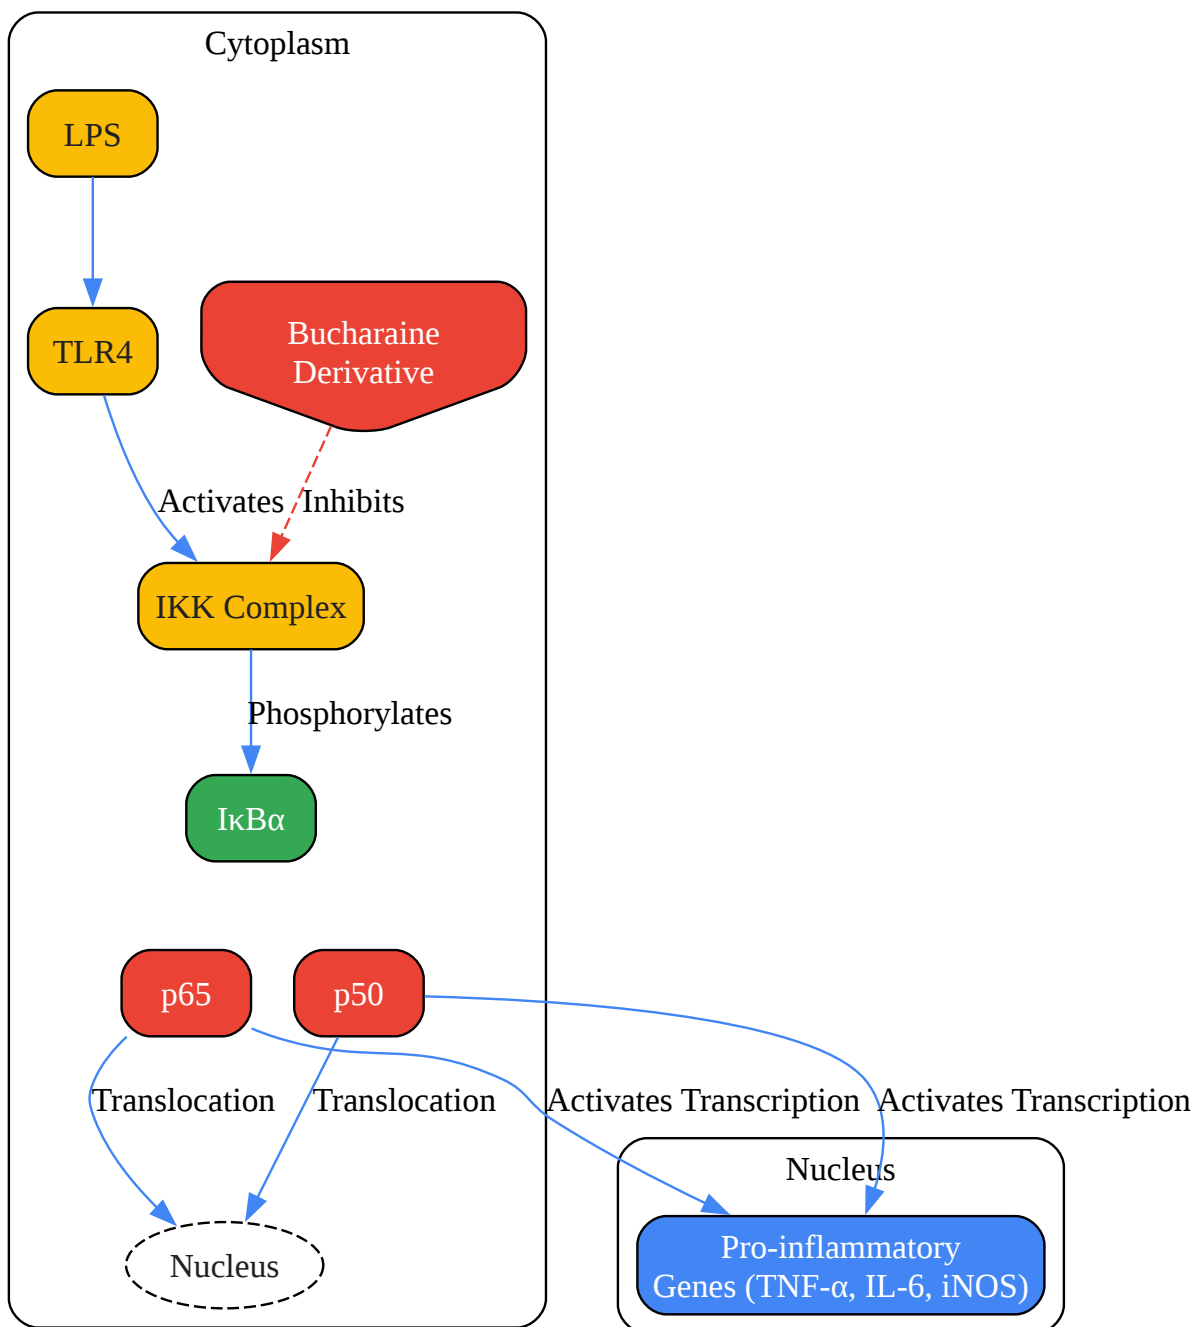 Cytoplasm
LPS
TLR4
Bucharaine
Derivative
Activates
Inhibits
IKK Complex
Phosphorylates
IκBα
p65
p50
Translocation
Translocation
Activates Transcription
Activates Transcription
Nucleus
Pro-inflammatory
Genes (TNF-α, IL-6, iNOS)
Nucleus